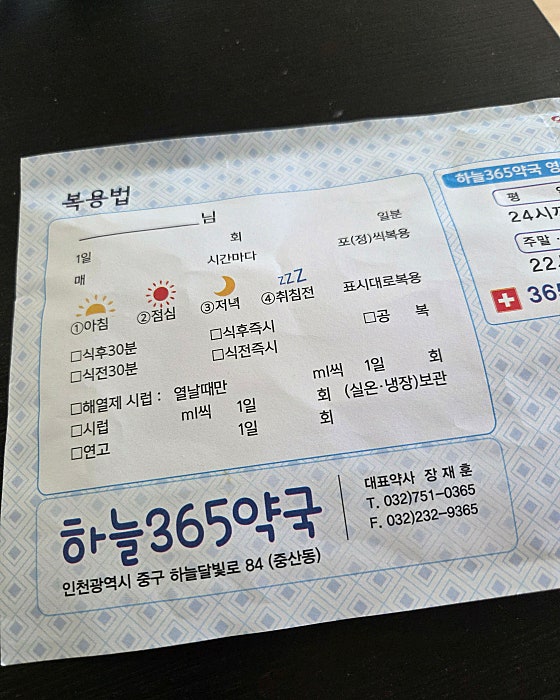 복용법
님
1일 회 일분
매 시간마다 포(정)씩복용
①아침 ②점심 ③저녁 zzZ ④취침전 표시대로복용
□식후30분 □식후즉시 □공 복
□식전30분 □식전즉시
□해열제 시럽 : 열날때만 ml씩 1일 회
□시럽 ml씩 1일 회 (실온·냉장)보관
□연고 1일 회
하늘365약국
대표약사 장 재 훈
T. 032)751-0365
F. 032)232-9365
인천광역시 중구 하늘달빛로 84 (중산동)
하늘365약국
평
24시
주말
22
365